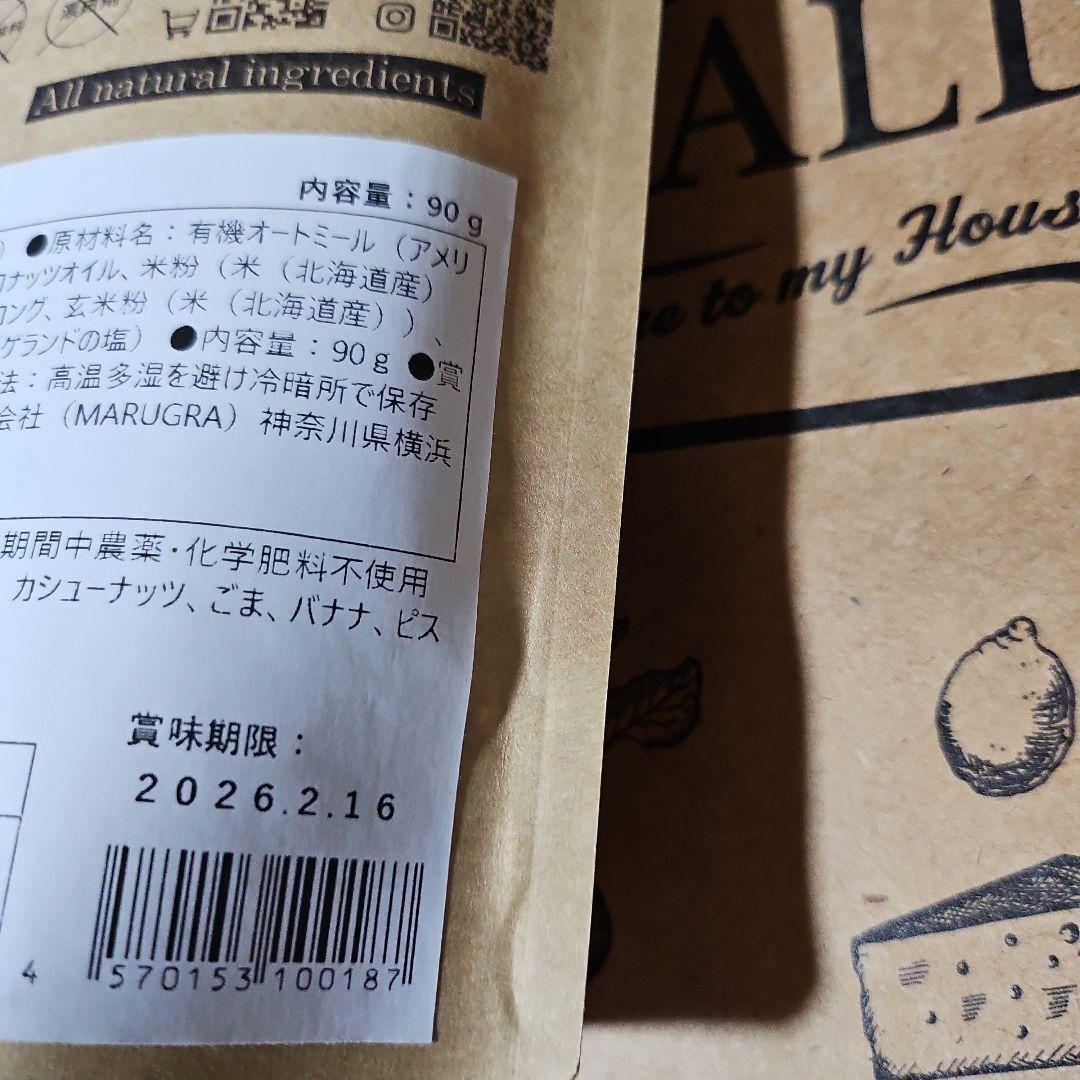 All natural ingredients
内容量：90g
） ●原材料名：有機オートミール（アメリ
ナッツオイル、米粉（米（北海道産）
ロング、玄米粉（米（北海道産））、
ゲランドの塩） ●内容量：90g ●賞
法：高温多湿を避け冷暗所で保存
会社（MARUGRA）神奈川県横浜
期間中農薬・化学肥料不使用
カシューナッツ、ごま、バナナ、ピス
賞味期限：
2026.2.16
4 570153 100187
to my Hous